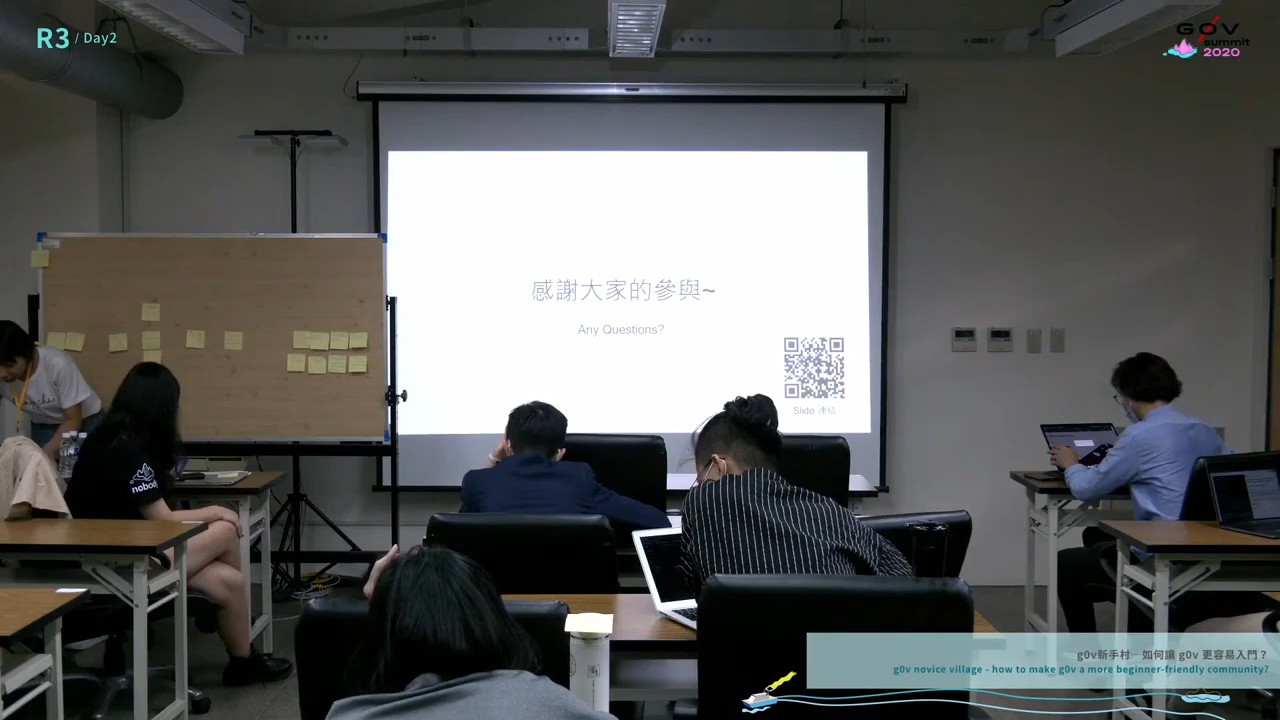 R3 / Day2
G0V
summit
2020
感謝大家的參與~
Any Questions?
Slido 連結
g0v新手村—如何讓 g0v 更容易入門？
g0v novice village - how to make g0v a more beginner-friendly community?